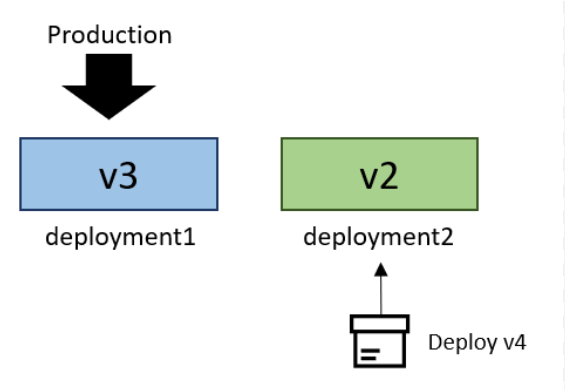 Production
v3
v2
deployment1
deployment2
Deploy v4